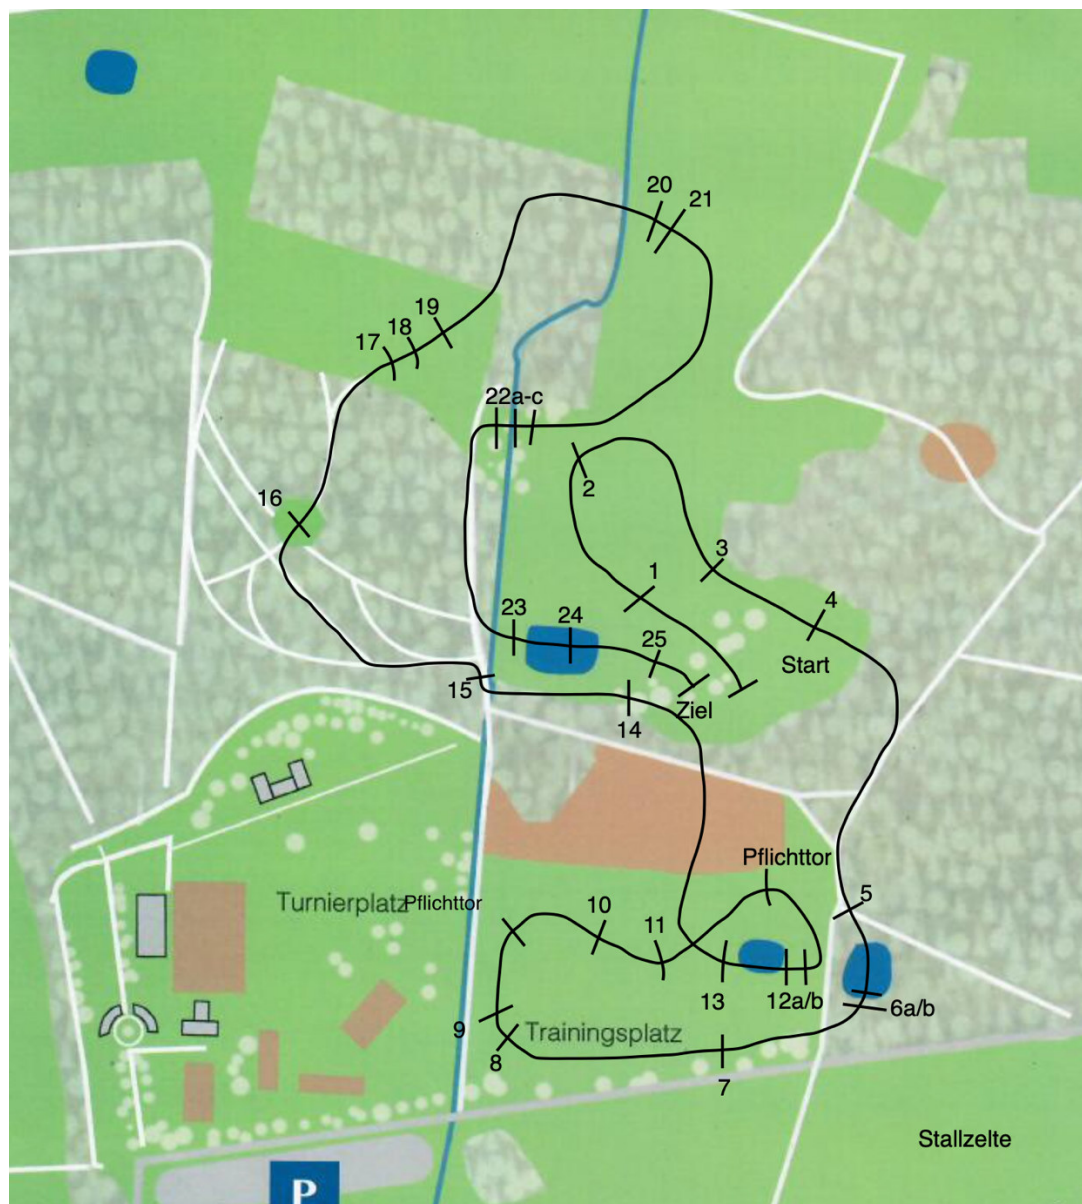 20
21
19
18
17
22a-c
2
16
3
1
4
23
24
25
Start
15
Ziel
14
Pflichttor
5
Turnierplatz
Pflichttor
10
11
13
12a/b
6a/b
9
Trainingsplatz
8
7
Stallzelte
P